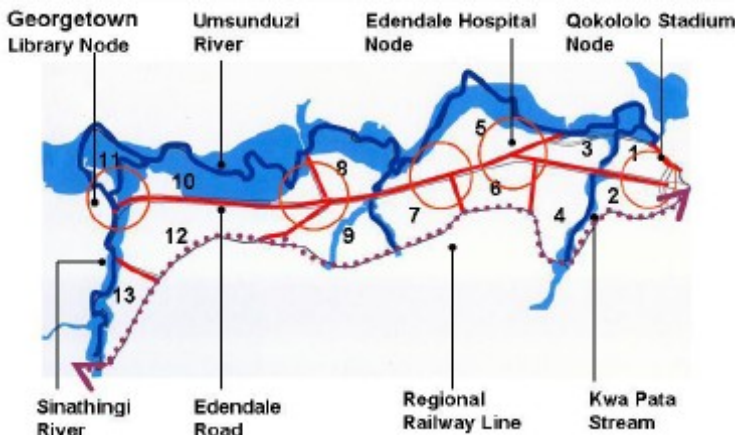 Georgetown
Library Node
Umsunduzi
River
Edendale Hospital
Node
Qokololo Stadium
Node
11
10
8
5
3
1
6
2
7
4
9
12
13
Sinathingi
River
Edendale
Road
Regional
Railway Line
Kwa Pata
Stream